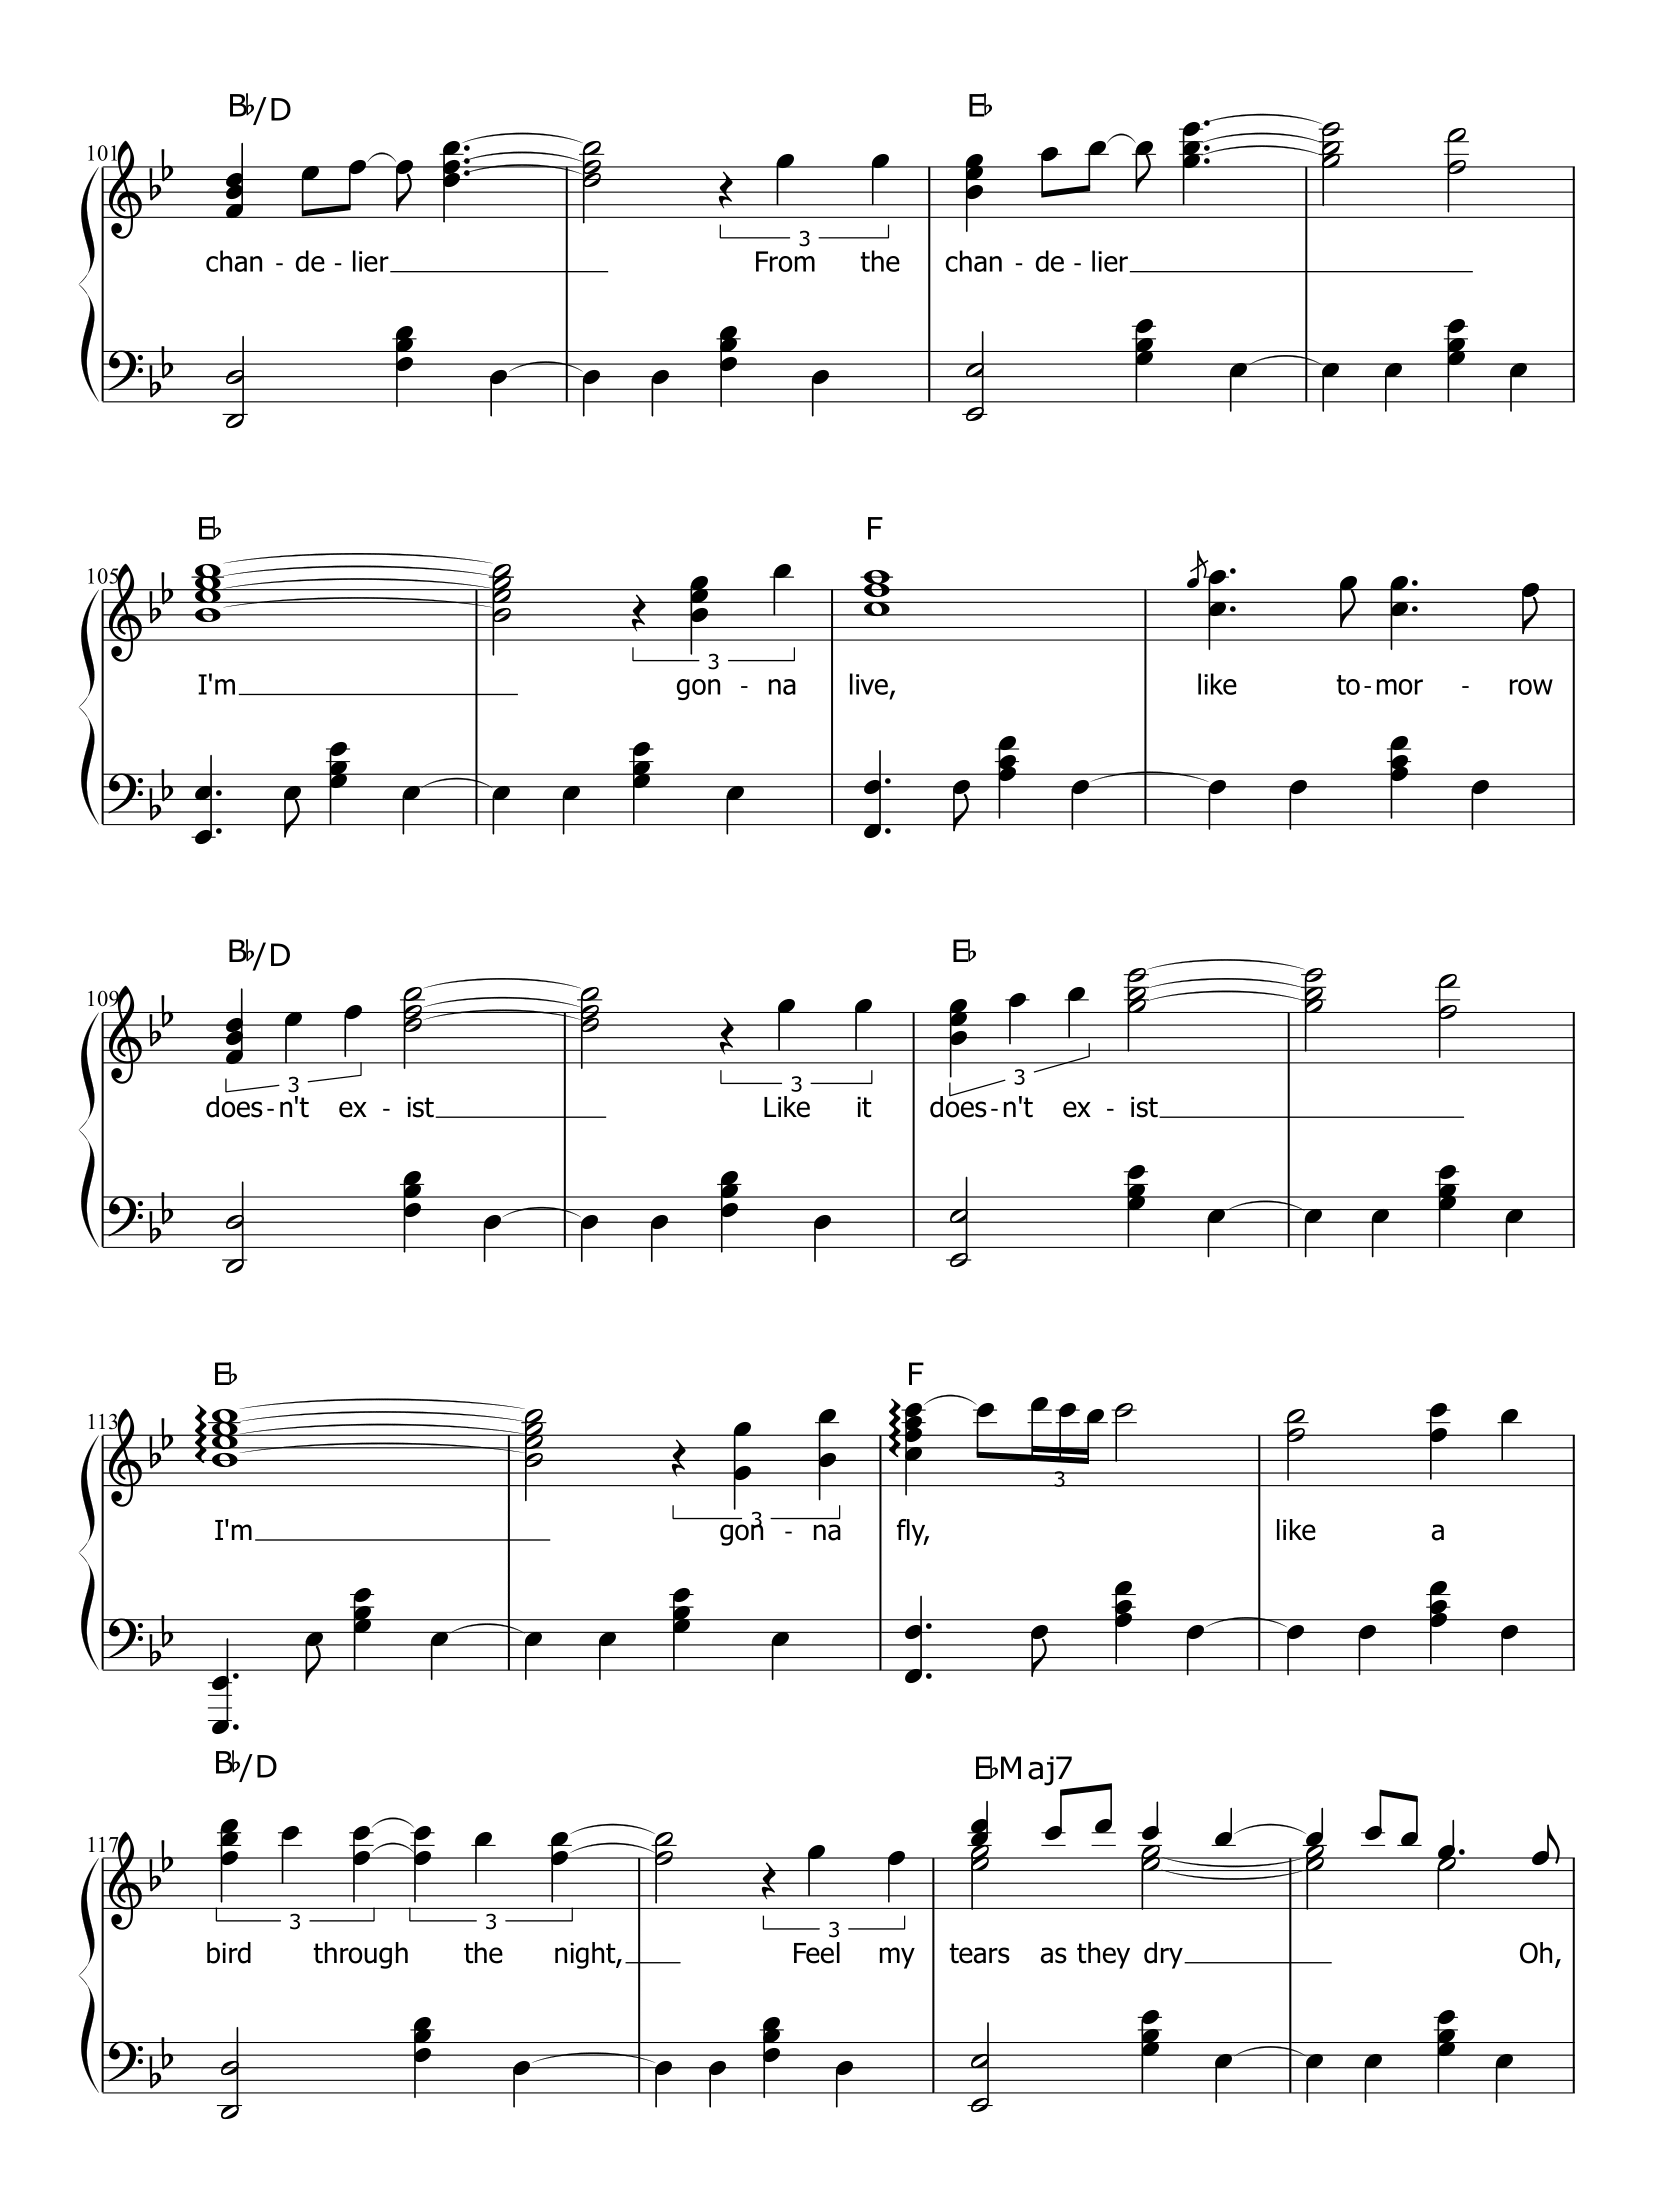 B♭/D E♭
101
3
chan - de - lier From the chan - de - lier
E♭ F
105
3
I'm gon - na live, like to - mor - row
B♭/D E♭
109
3 3 3
does - n't ex - ist Like it does - n't ex - ist
E♭ F
113
3 3
I'm gon - na fly, like a
B♭/D E♭Maj7
117
3 3 3
bird through the night, Feel my tears as they dry Oh,